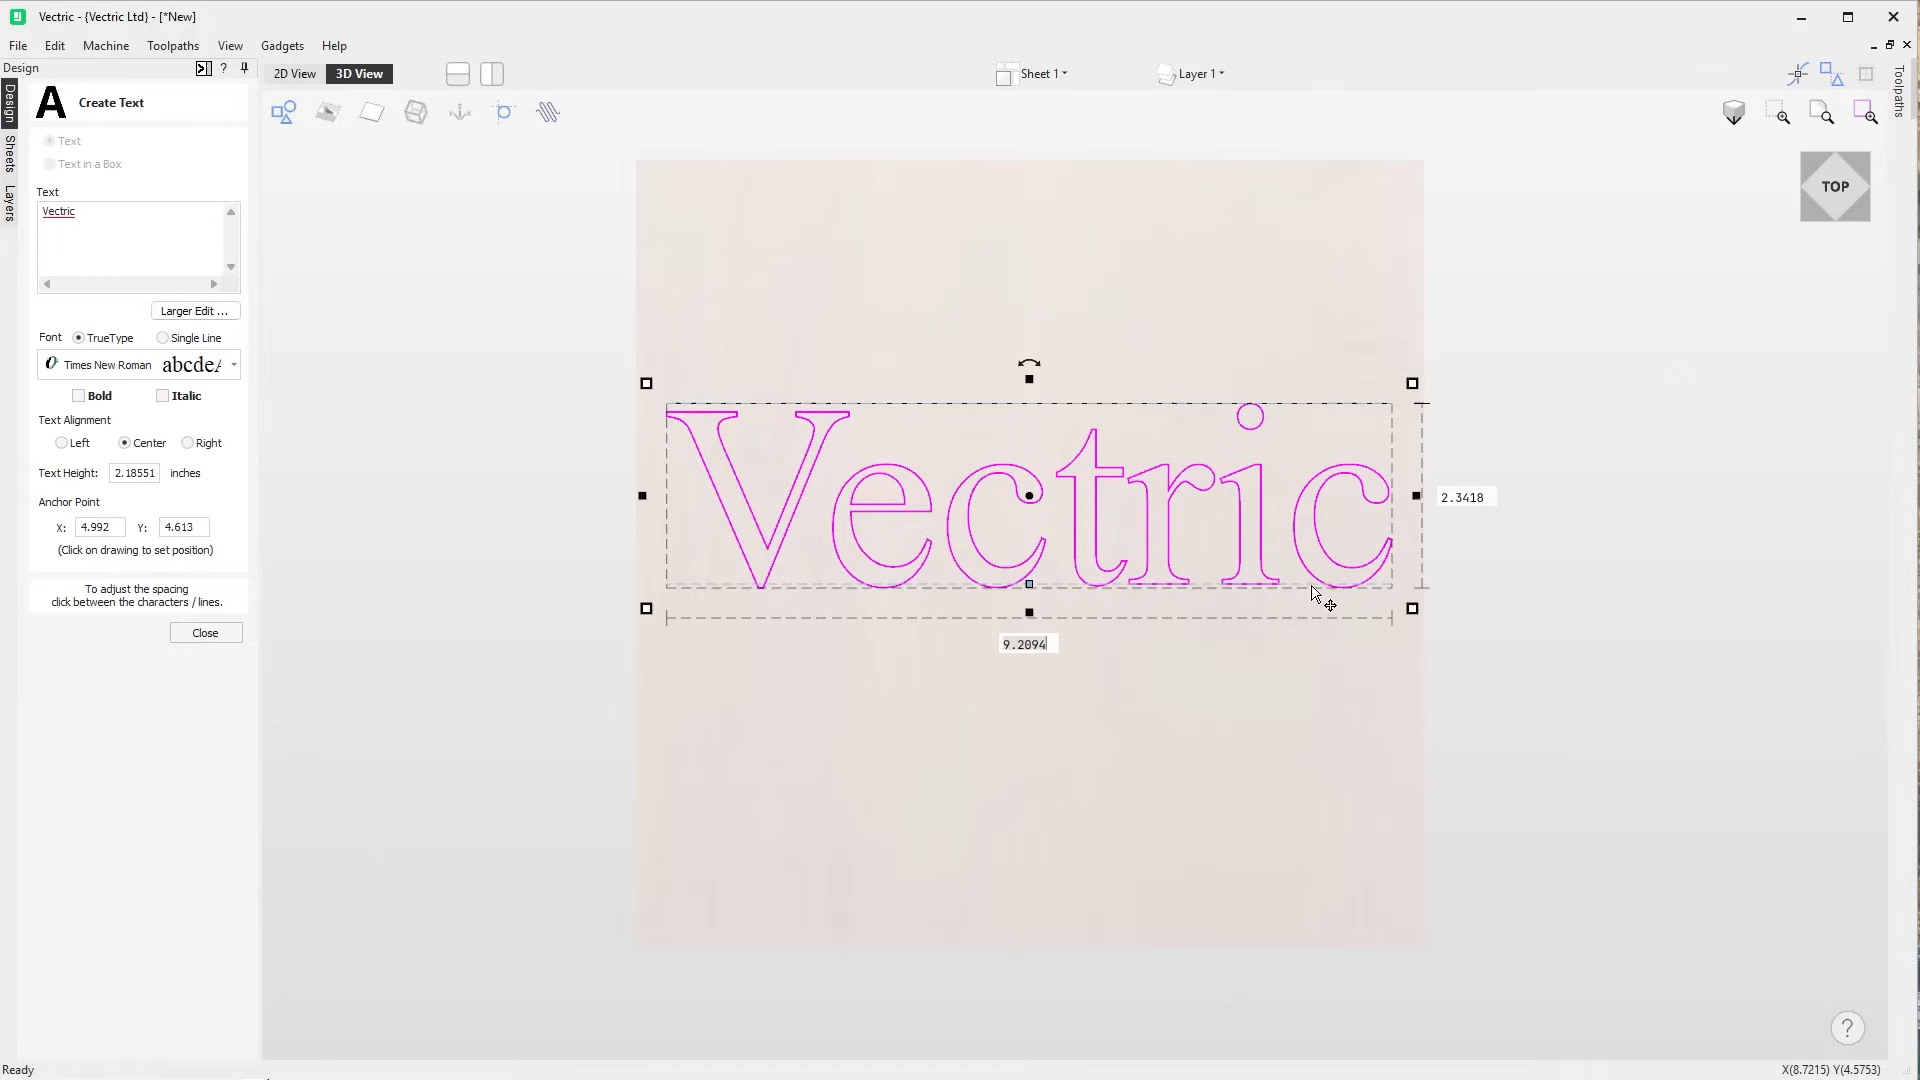 Vectric - {Vectric Ltd} - [*New]
File Edit Machine Toolpaths View Gadgets Help
Design
2D View 3D View Sheet 1 Layer 1
Design
Sheets
Layers
Toolpaths
A Create Text
Text
Text in a Box
Text
Vectric
Larger Edit ...
Font TrueType Single Line
O Times New Roman abcdeA
Bold Italic
Text Alignment
Left Center Right
Text Height: 2.18551 inches
Anchor Point
X: 4.992 Y: 4.613
(Click on drawing to set position)
To adjust the spacing
click between the characters / lines.
Close
TOP
Vectric
2.3418
9.2094
?
Ready
X(8.7215) Y(4.5753)